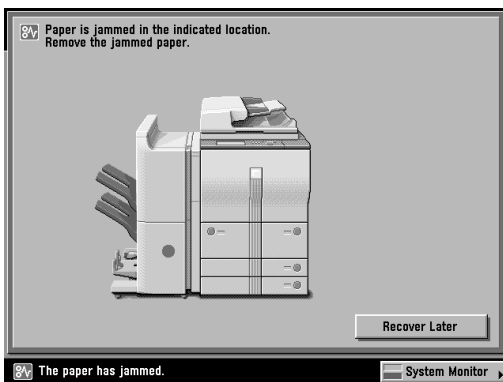 Paper is jammed in the indicated location.
Remove the jammed paper.
Recover Later
The paper has jammed.
System Monitor